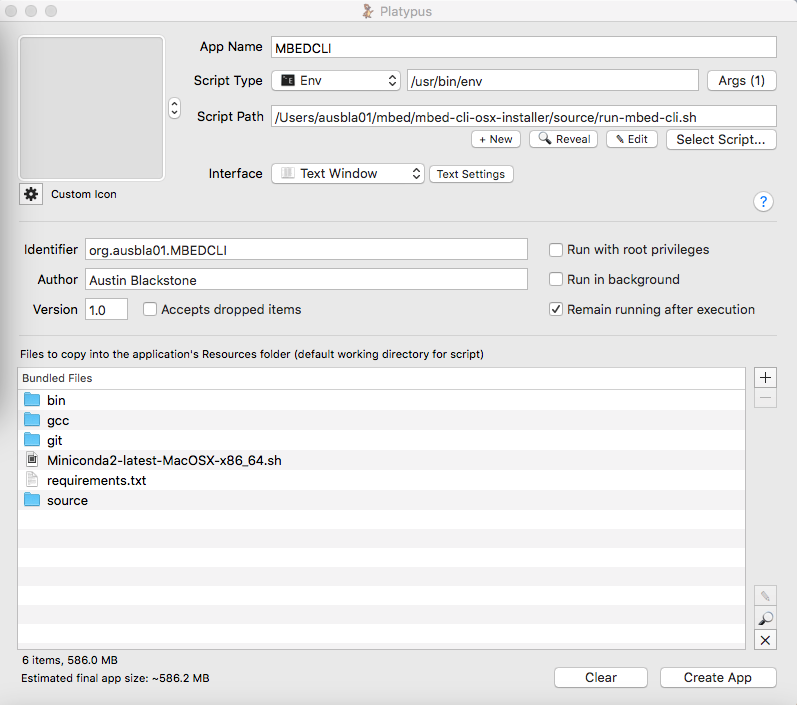 Platypus
App Name MBEDCLI
Script Type Env /usr/bin/env Args (1)
Script Path /Users/ausbla01/mbed/mbed-cli-osx-installer/source/run-mbed-cli.sh
+ New Reveal Edit Select Script...
Interface Text Window Text Settings
Custom Icon
?
Identifier org.ausbla01.MBEDCLI Run with root privileges
Author Austin Blackstone Run in background
Version 1.0 Accepts dropped items Remain running after execution
Files to copy into the application's Resources folder (default working directory for script)
Bundled Files
bin
gcc
git
Miniconda2-latest-MacOSX-x86_64.sh
requirements.txt
source
6 items, 586.0 MB
Estimated final app size: ~586.2 MB Clear Create App